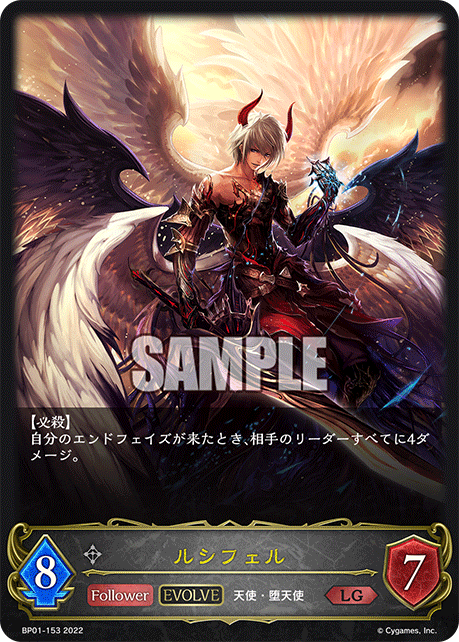 SAMPLE
【必殺】
自分のエンドフェイズが来たとき、相手のリーダーすべてに4ダ
メージ。
ルシフェル
8
Follower EVOLVE 天使・堕天使 LG
7
BP01-153 2022 © Cygames, Inc.